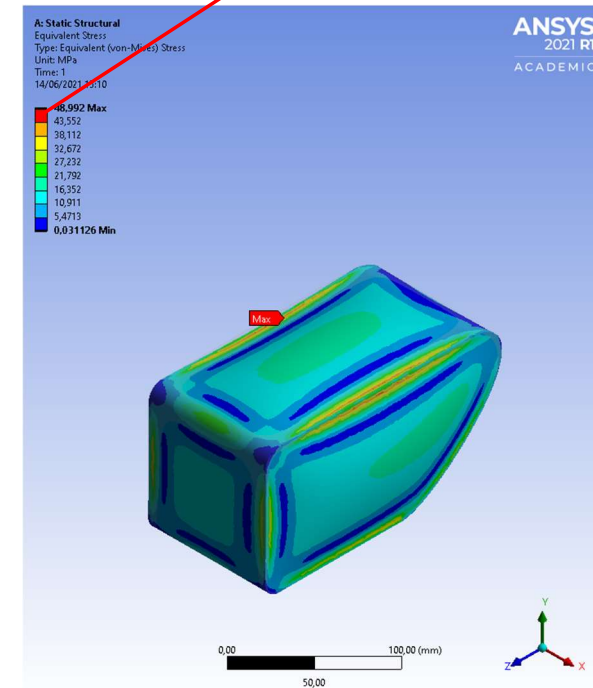 A: Static Structural
Equivalent Stress
Type: Equivalent (von-Mises) Stress
Unit: MPa
Time: 1
14/06/2021 13:10
48,992 Max
43,552
38,112
32,672
27,232
21,792
16,352
10,911
5,4713
0,031126 Min
ANSYS
2021 R1
ACADEMIC
Max
0,00
100,00 (mm)
50,00
Y
Z
X